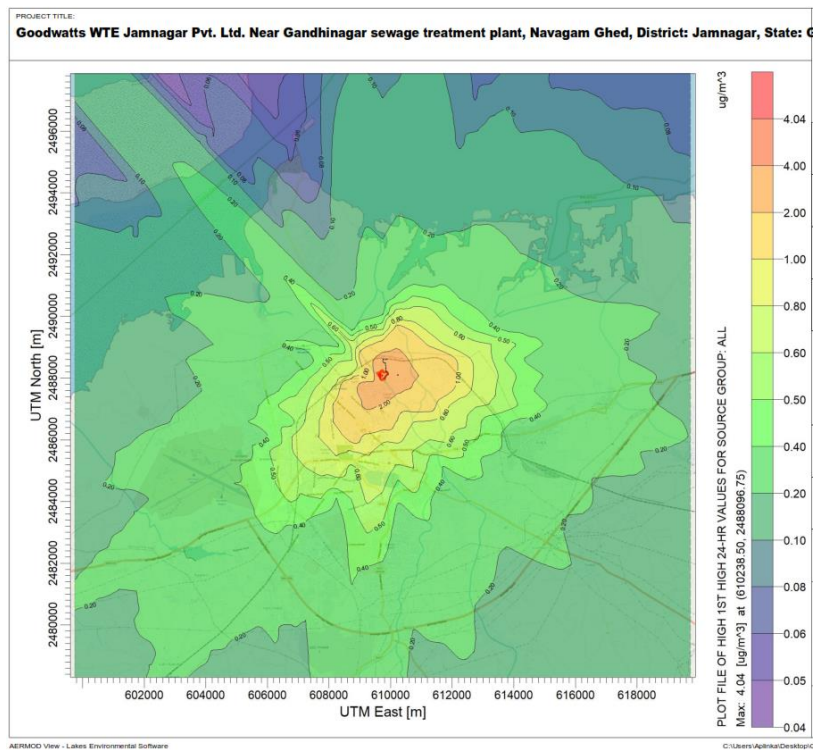 PROJECT TITLE:
Goodwatts WTE Jamnagar Pvt. Ltd. Near Gandhinagar sewage treatment plant, Navagam Ghed, District: Jamnagar, State: G
ug/m^3
4.04
4.00
2.00
1.00
0.80
0.60
0.50
0.40
0.20
0.10
0.08
0.06
0.05
0.04
PLOT FILE OF HIGH 1ST HIGH 24-HR VALUES FOR SOURCE GROUP: ALL
Max: 4.04 [ug/m^3] at (610238.50, 2488096.75)
UTM North [m]
2496000
2494000
2492000
2490000
2488000
2486000
2484000
2482000
2480000
602000 604000 606000 608000 610000 612000 614000 616000 618000
UTM East [m]
AERMOD View - Lakes Environmental Software
C:\Users\Aplinka\Desktop\